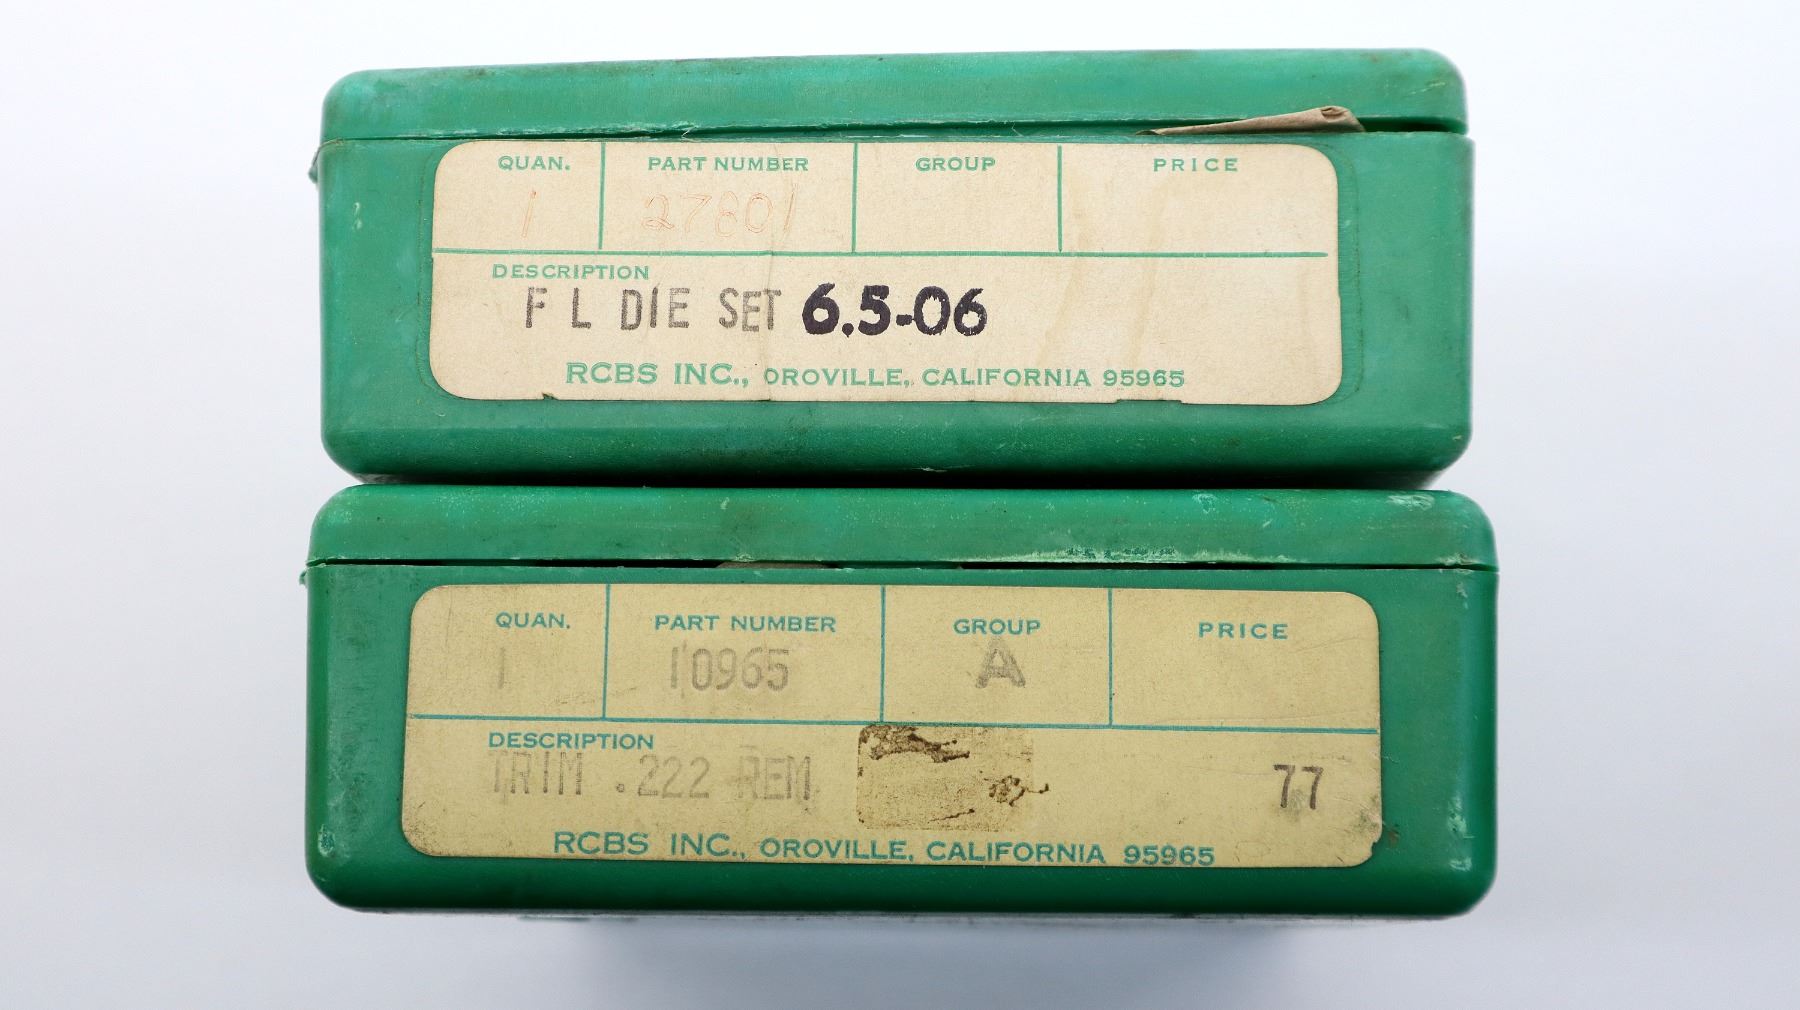 QUAN. PART NUMBER GROUP PRICE
1 27801
DESCRIPTION
F L DIE SET 6.5-06
RCBS INC., OROVILLE, CALIFORNIA 95965
QUAN. PART NUMBER GROUP PRICE
1 10965 A
DESCRIPTION
TRIM .222 REM 77
RCBS INC., OROVILLE, CALIFORNIA 95965